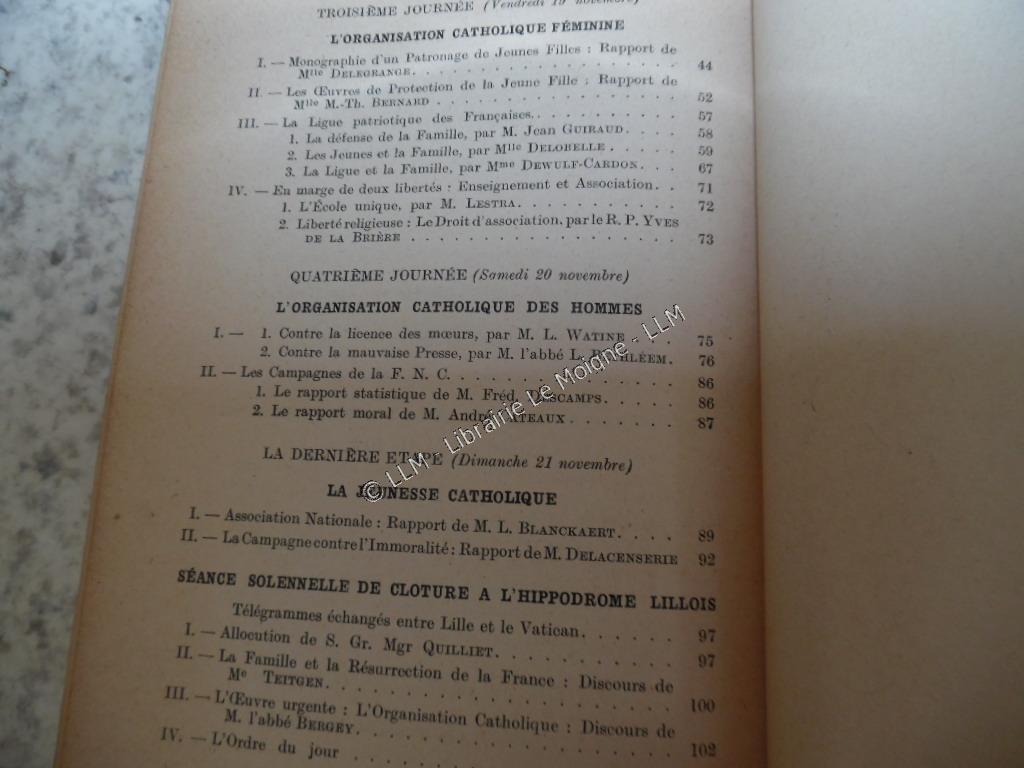 TROISIÈME JOURNÉE (Vendredi 19 novembre)
L'ORGANISATION CATHOLIQUE FÉMININE
I. — Monographie d'un Patronage de Jeunes Filles : Rapport de
Mlle DELEGRANGE. 44
II. — Les Œuvres de Protection de la Jeune Fille : Rapport de
Mlle M.-Th. BERNARD 52
III. — La Ligue patriotique des Françaises. 57
1. La défense de la Famille, par M. Jean GUIRAUD. 58
2. Les Jeunes et la Famille, par Mlle DELOBELLE 59
3. La Ligue et la Famille, par Mme DEWULF-CARDON. 67
IV. — En marge de deux libertés : Enseignement et Association. 71
1. L'École unique, par M. LESTRA 72
2. Liberté religieuse : Le Droit d'association, par le R. P. YVES
DE LA BRIÈRE 73
QUATRIÈME JOURNÉE (Samedi 20 novembre)
L'ORGANISATION CATHOLIQUE DES HOMMES
I. — 1. Contre la licence des mœurs, par M. L. WATINE 75
2. Contre la mauvaise Presse, par M. l'abbé L. 76
II. — Les Campagnes de la F. N. C. 86
1. Le rapport statistique de M. Fréd. DESCAMPS. 86
2. Le rapport moral de M. André 87
LA DERNIÈRE ETAPE (Dimanche 21 novembre)
LA JEUNESSE CATHOLIQUE
I. — Association Nationale : Rapport de M. L. BLANCKAERT. 89
II. — La Campagne contre l'Immoralité : Rapport de M. DELACENSERIE 92
SÉANCE SOLENNELLE DE CLOTURE A L'HIPPODROME LILLOIS
Télégrammes échangés entre Lille et le Vatican. 97
I. — Allocution de S. Gr. Mgr QUILLIET. 97
II. — La Famille et la Résurrection de la France : Discours de
Me TEITGEN. 100
III. — L'Œuvre urgente : L'Organisation Catholique : Discours de
M. l'abbé BERGEY. 102
IV. — L'Ordre du jour
© LLM - Librairie Le Moigne - LLM